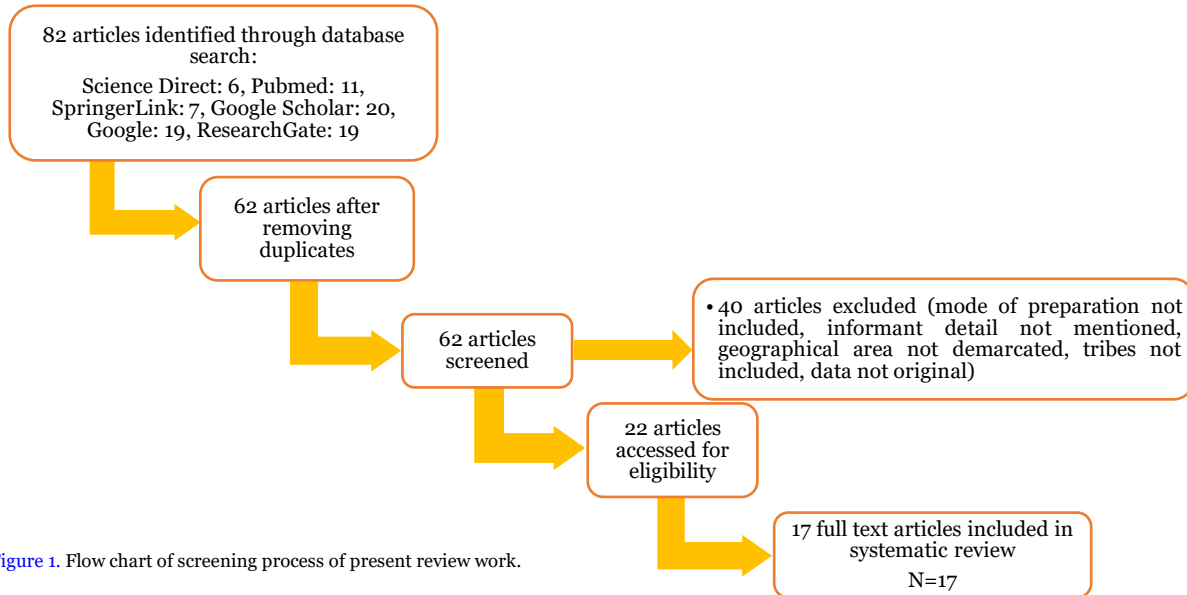 82 articles identified through database
search:
Science Direct: 6, Pubmed: 11,
SpringerLink: 7, Google Scholar: 20,
Google: 19, ResearchGate: 19
62 articles after
removing
duplicates
62 articles
screened
• 40 articles excluded (mode of preparation not
included, informant detail not mentioned,
geographical area not demarcated, tribes not
included, data not original)
22 articles
accessed for
eligibility
17 full text articles included in
systematic review
N=17
igure 1. Flow chart of screening process of present review work.